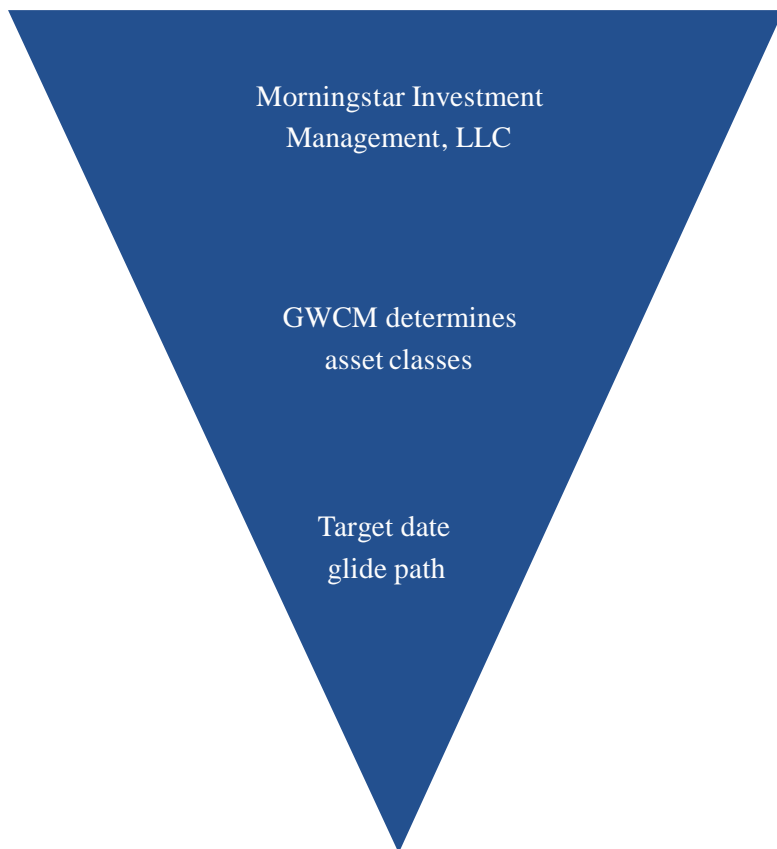 Morningstar Investment
Management, LLC
GWCM determines
asset classes
Target date
glide path